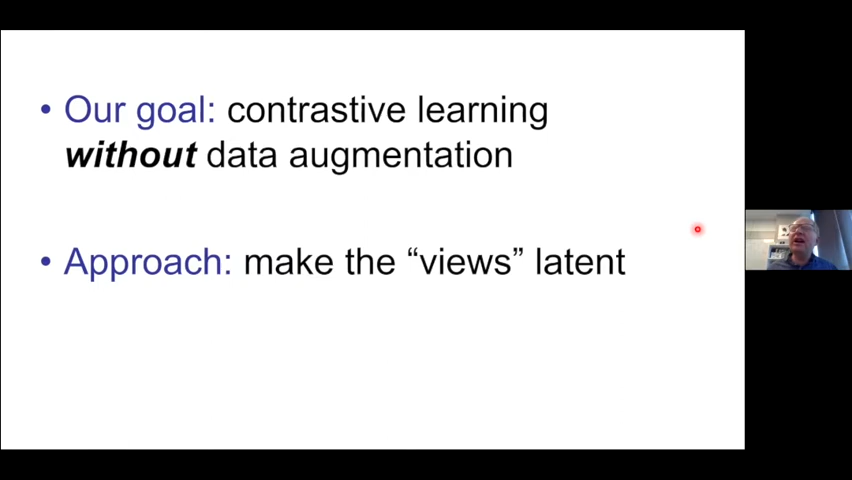 • Our goal: contrastive learning
without data augmentation
• Approach: make the “views” latent